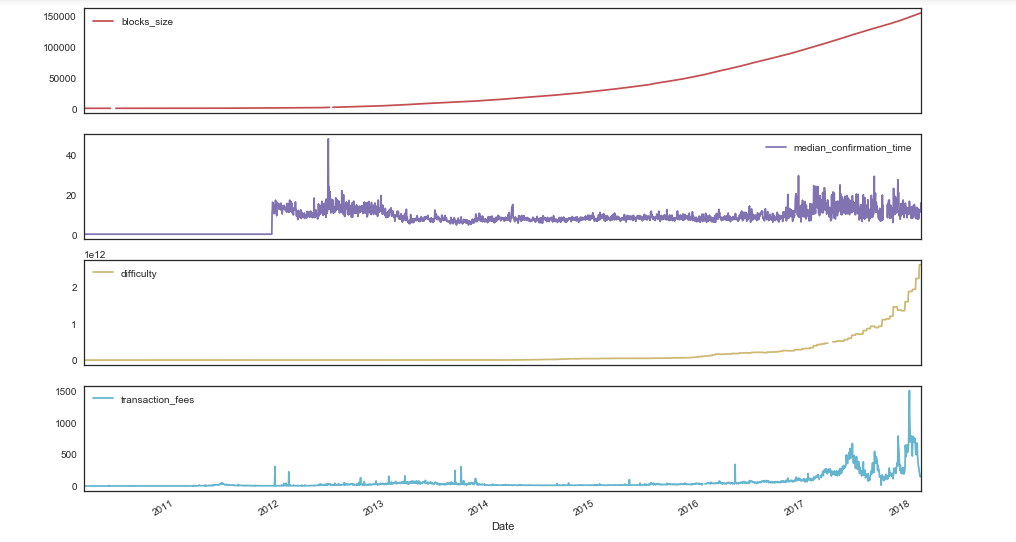 blocks_size
150000
100000
50000
0
median_confirmation_time
40
20
0
1e12
difficulty
2
1
0
transaction_fees
1500
1000
500
0
2011 2012 2013 2014 2015 2016 2017 2018
Date